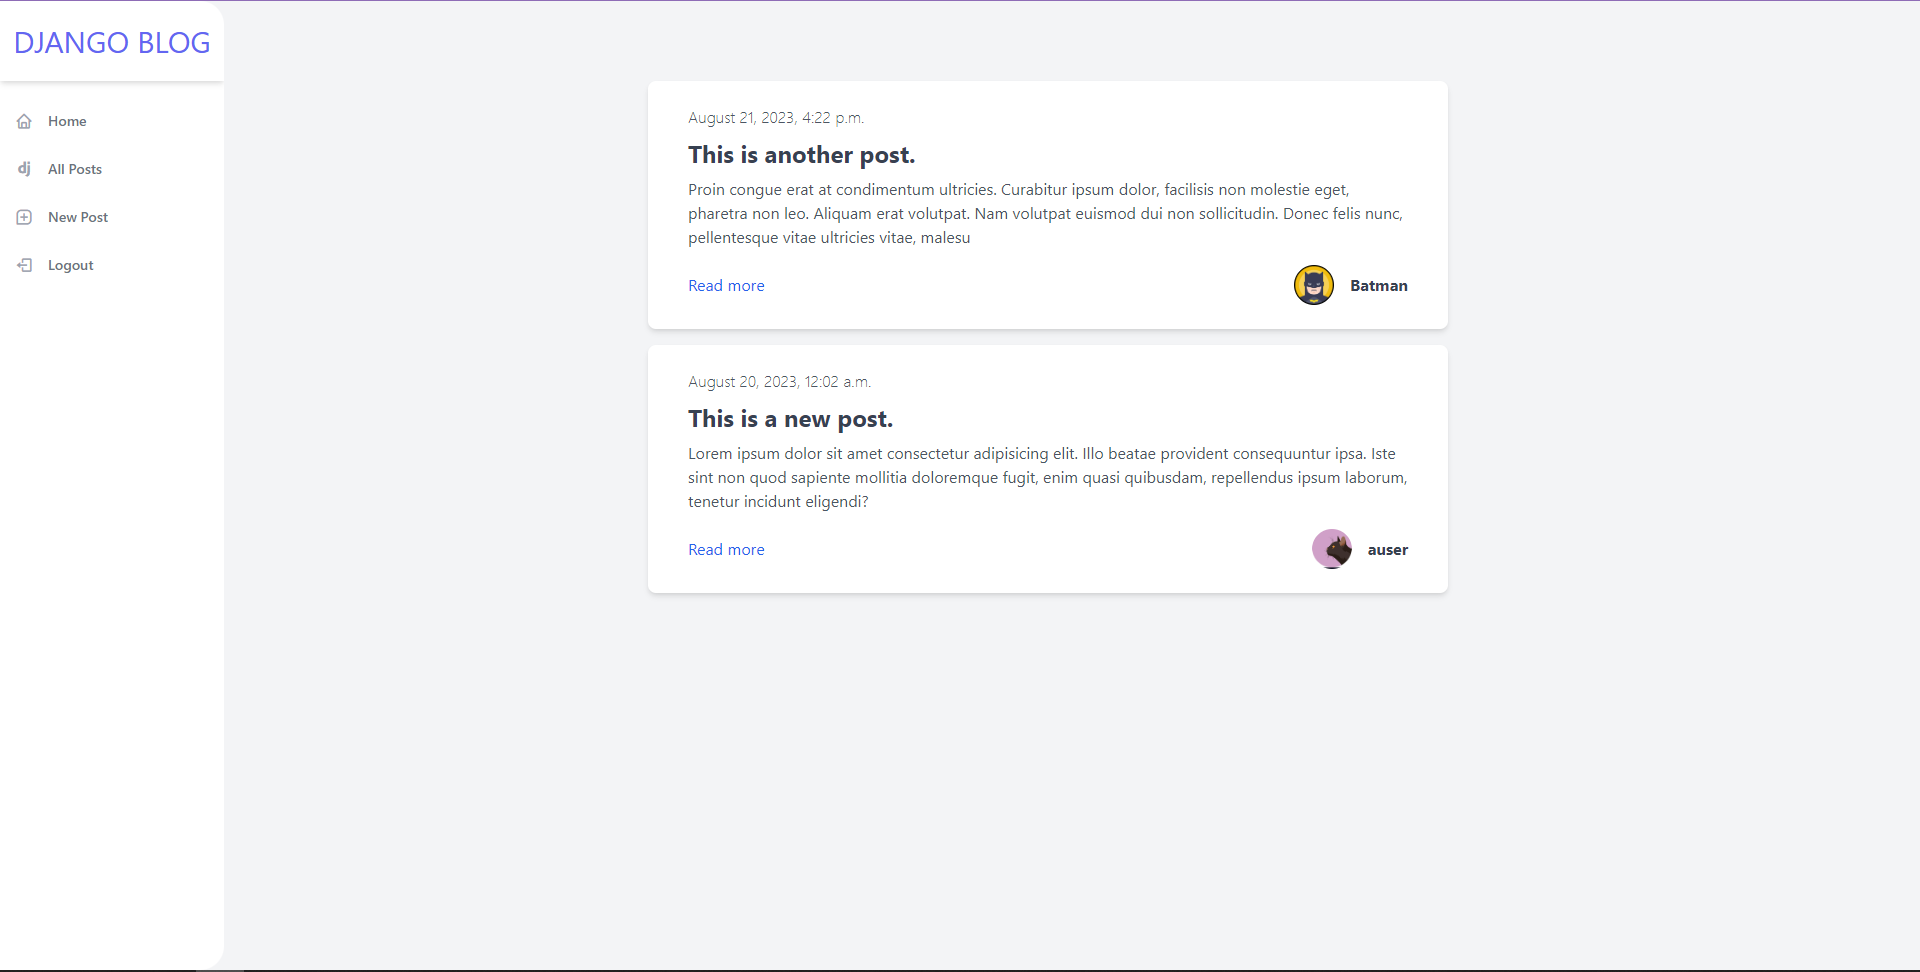 DJANGO BLOG
Home
All Posts
New Post
Logout
August 21, 2023, 4:22 p.m.
This is another post.
Proin congue erat at condimentum ultricies. Curabitur ipsum dolor, facilisis non molestie eget,
pharetra non leo. Aliquam erat volutpat. Nam volutpat euismod dui non sollicitudin. Donec felis nunc,
pellentesque vitae ultricies vitae, malesu
Read more
Batman
August 20, 2023, 12:02 a.m.
This is a new post.
Lorem ipsum dolor sit amet consectetur adipisicing elit. Illo beatae provident consequuntur ipsa. Iste
sint non quod sapiente mollitia doloremque fugit, enim quasi quibusdam, repellendus ipsum laborum,
tenetur incidunt eligendi?
Read more
auser